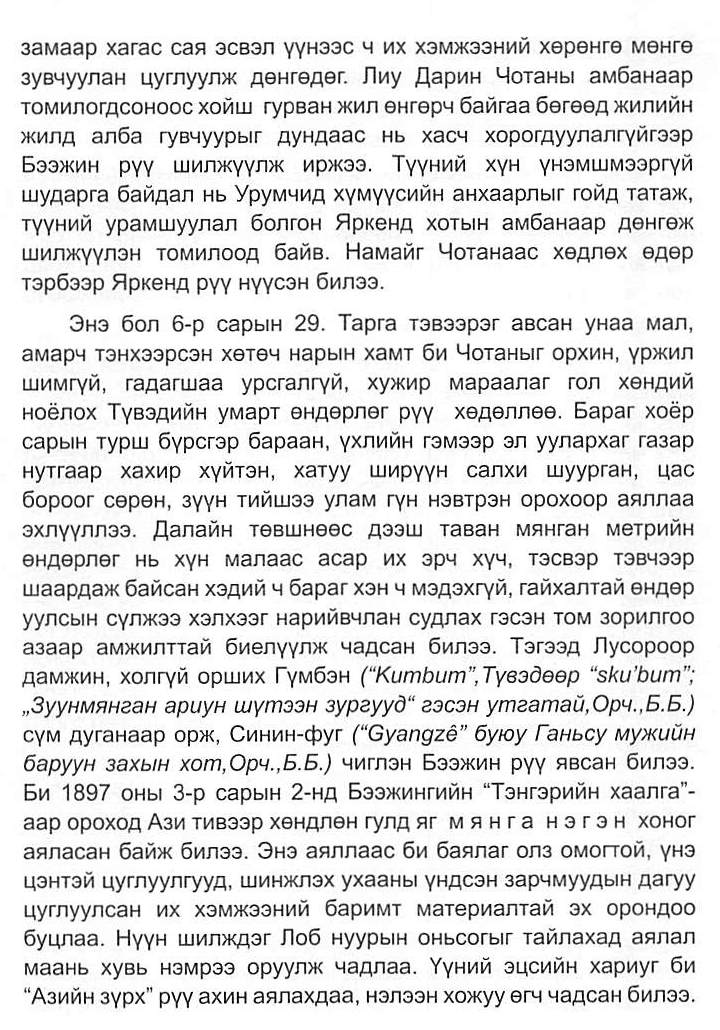 замаар хагас сая эсвэл үүнээс ч их хэмжээний хөрөнгө мөнгө
зувчуулан цуглуулж дөнгөдөг. Лиу Дарин Чотаны амбанаар
томилогдсоноос хойш гурван жил өнгөрч байгаа бөгөөд жилийн
жилд алба гувчуурыг дундаас нь хасч хорогдуулалгүйгээр
Бээжин рүү шилжүүлж иржээ. Түүний хүн үнэмшмээргүй
шударга байдал нь Урумчид хүмүүсийн анхаарлыг гойд татаж,
түүний урамшуулал болгон Яркенд хотын амбанаар дөнгөж
шилжүүлэн томилоод байв. Намайг Чотанаас хөдлөх өдөр
тэрбээр Яркенд рүү нүүсэн билээ.
Энэ бол 6-р сарын 29. Тарга тэвээрэг авсан унаа мал,
амарч тэнхээрсэн хөтөч нарын хамт би Чотаныг орхин, үржил
шимгүй, гадагшаа урсгалгүй, хужир мараалаг гол хөндий
ноёлох Түвэдийн умарт өндөрлөг рүү хөдөллөө. Бараг хоёр
сарын турш бүрсгэр бараан, үхлийн гэмээр эл уулархаг газар
нутгаар хахир хүйтэн, хатуу ширүүн салхи шуурган, цас
бороог сөрөн, зүүн тийшээ улам гүн нэвтрэн орохоор аяллаа
эхлүүллээ. Далайн төвшнөөс дээш таван мянган метрийн
өндөрлөг нь хүн малаас асар их эрч хүч, тэсвэр тэвчээр
шаардаж байсан хэдий ч бараг хэн ч мэдэхгүй, гайхалтай өндөр
уулсын сүлжээ хэлхээг нарийвчлан судлах гэсэн том зорилгоо
азаар амжилттай биелүүлж чадсан билээ. Тэгээд Лусороор
дамжин, холгүй орших Гүмбэн (“Kumbum”,Түвэдөөр “sku’bum”;
„Зуунмянган ариун шүтээн зургууд“ гэсэн утгатай,Орч.,Б.Б.)
сүм дуганаар орж, Синин-фуг (“Gyangzê” буюу Ганьсу мужийн
баруун захын хот,Орч.,Б.Б.) чиглэн Бээжин рүү явсан билээ.
Би 1897 оны 3-р сарын 2-нд Бээжингийн “Тэнгэрийн хаалга”-
аар ороход Ази тивээр хөндлөн гулд яг м я н г а н э г э н хоног
аяласан байж билээ. Энэ аяллаас би баялаг олз омогтой, үнэ
цэнтэй цуглуулгууд, шинжлэх ухааны үндсэн зарчмуудын дагуу
цуглуулсан их хэмжээний баримт материалтай эх орондоо
буцлаа. Нүүн шилждэг Лоб нуурын оньсогыг тайлахад аялал
маань хувь нэмрээ оруулж чадлаа. Үүний эцсийн хариуг би
“Азийн зүрх” рүү ахин аялахдаа, нэлээн хожуу өгч чадсан билээ.